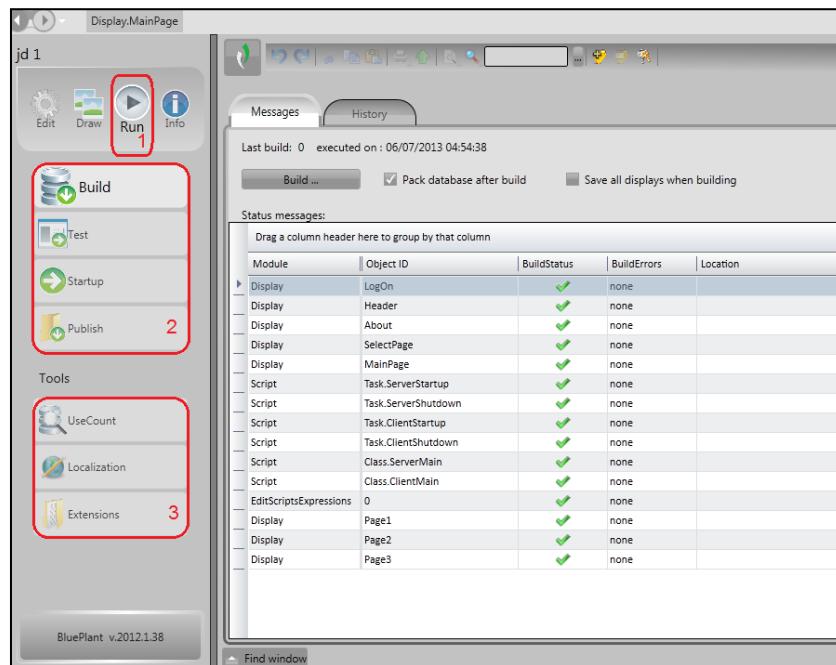 Display.MainPage
jd 1
Edit Draw Run Info
1
Build
Test
Startup
Publish 2
Tools
UseCount
Localization
Extensions 3
BluePlant v.2012.1.38
...
Messages History
Last build: 0 executed on : 06/07/2013 04:54:38
Build ... Pack database after build Save all displays when building
Status messages:
Drag a column header here to group by that column
Module Object ID BuildStatus BuildErrors Location
Display LogOn none
Display Header none
Display About none
Display SelectPage none
Display MainPage none
Script Task.ServerStartup none
Script Task.ServerShutdown none
Script Task.ClientStartup none
Script Task.ClientShutdown none
Script Class.ServerMain none
Script Class.ClientMain none
EditScriptsExpressions 0 none
Display Page1 none
Display Page2 none
Display Page3 none
Find window